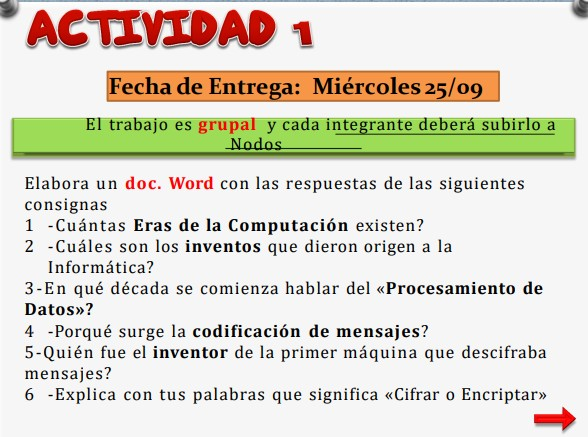 ACTIVIDAD 1
Fecha de Entrega: Miércoles 25/09
El trabajo es grupal y cada integrante deberá subirlo a
Nodos
Elabora un doc. Word con las respuestas de las siguientes
consignas
1 -Cuántas Eras de la Computación existen?
2 -Cuáles son los inventos que dieron origen a la
Informática?
3-En qué década se comienza hablar del «Procesamiento de
Datos»?
4 -Porqué surge la codificación de mensajes?
5-Quién fue el inventor de la primer máquina que descifraba
mensajes?
6 -Explica con tus palabras que significa «Cifrar o Encriptar»